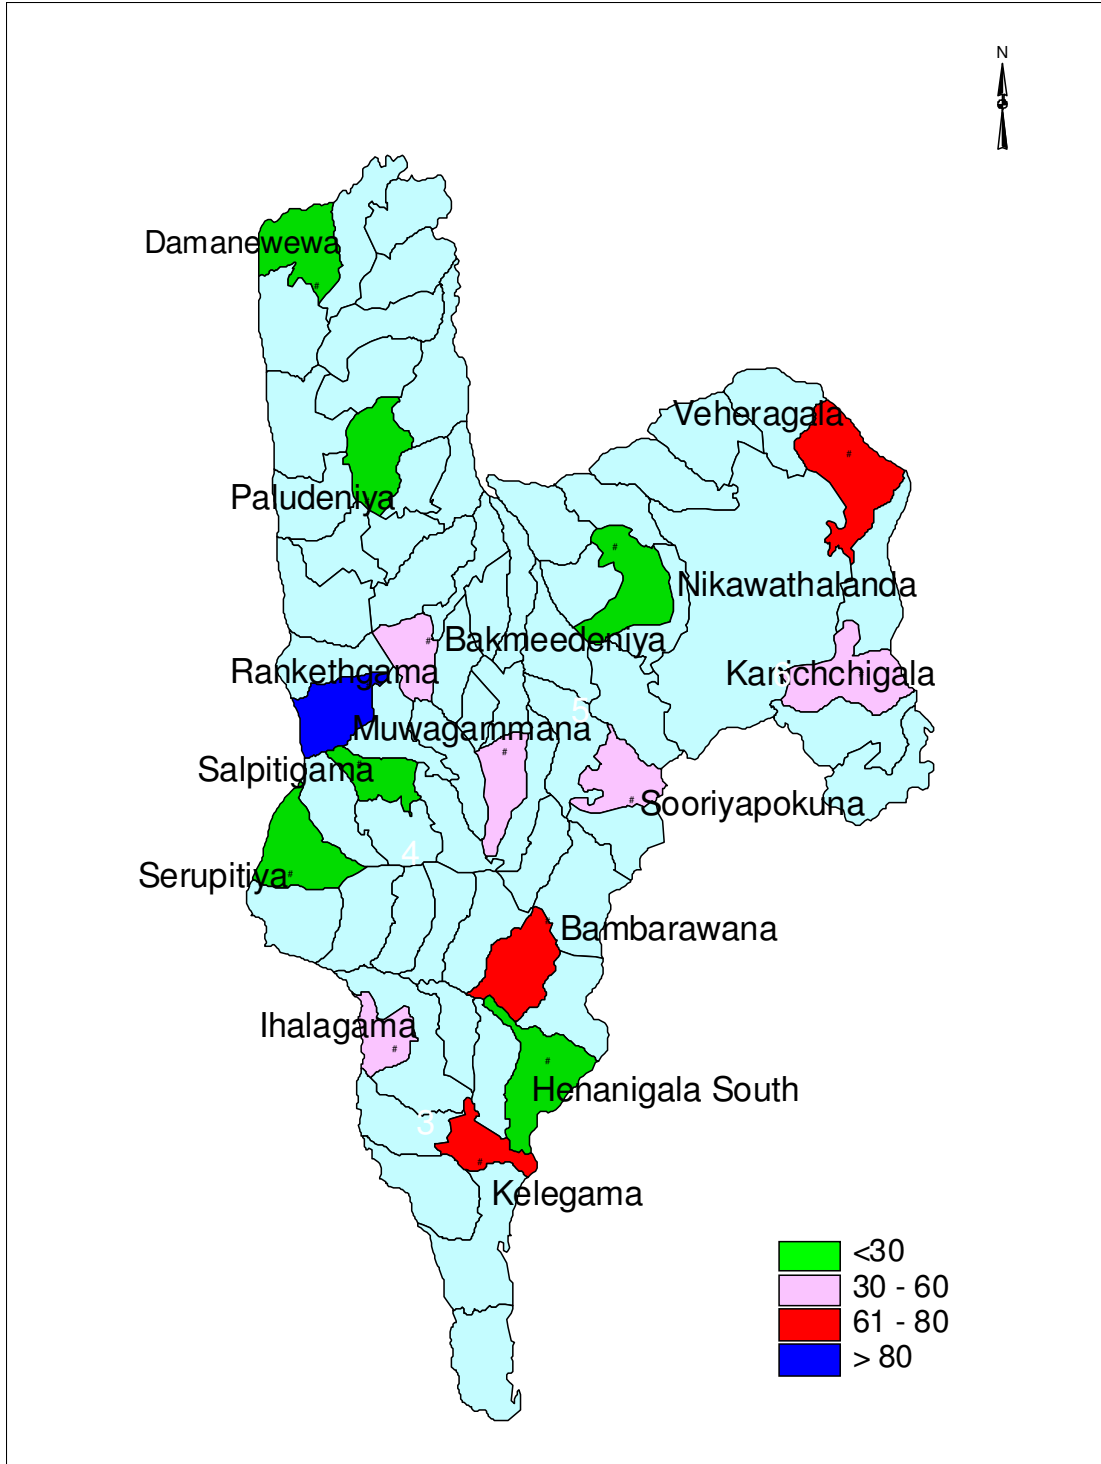 N
Damanewewa
Veheragala
Paludeniya
Nikawathalanda
Bakmeedeniya
Rankethgama
Kanichchigala
5
Muwagammana
Salpitigama
Sooriyapokuna
4
Serupitiya
Bambarawana
Ihalagama
Henanigala South
3
Kelegama
<30
30 - 60
61 - 80
> 80